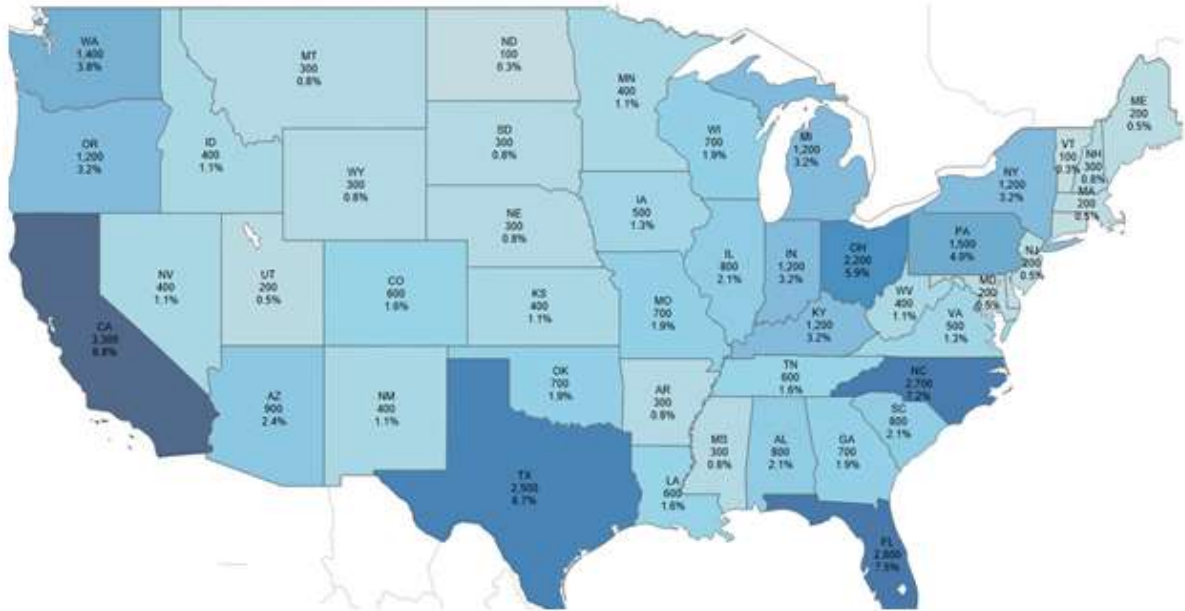 WA
1,400
3.8%
MT
300
0.8%
ND
100
0.3%
MN
400
1.1%
ME
200
0.5%
OR
1,200
3.2%
ID
400
1.1%
SD
300
0.8%
WI
700
1.9%
MI
1,200
3.2%
VT
100
0.3%
NH
300
0.8%
NY
1,200
3.2%
MA
200
0.5%
WY
300
0.8%
NE
300
0.8%
IA
500
1.3%
PA
1,500
4.0%
NJ
200
0.5%
NV
400
1.1%
UT
200
0.5%
CO
600
1.6%
KS
400
1.1%
MO
700
1.9%
IL
800
2.1%
IN
1,200
3.2%
OH
2,200
5.9%
MD
200
0.5%
WV
400
1.1%
VA
500
1.3%
KY
1,200
3.2%
CA
3,300
8.8%
AZ
900
2.4%
NM
400
1.1%
OK
700
1.9%
AR
300
0.8%
TN
600
1.6%
NC
2,700
7.2%
SC
800
2.1%
MS
300
0.8%
AL
800
2.1%
GA
700
1.9%
TX
2,500
6.7%
LA
600
1.6%
FL
2,800
7.5%